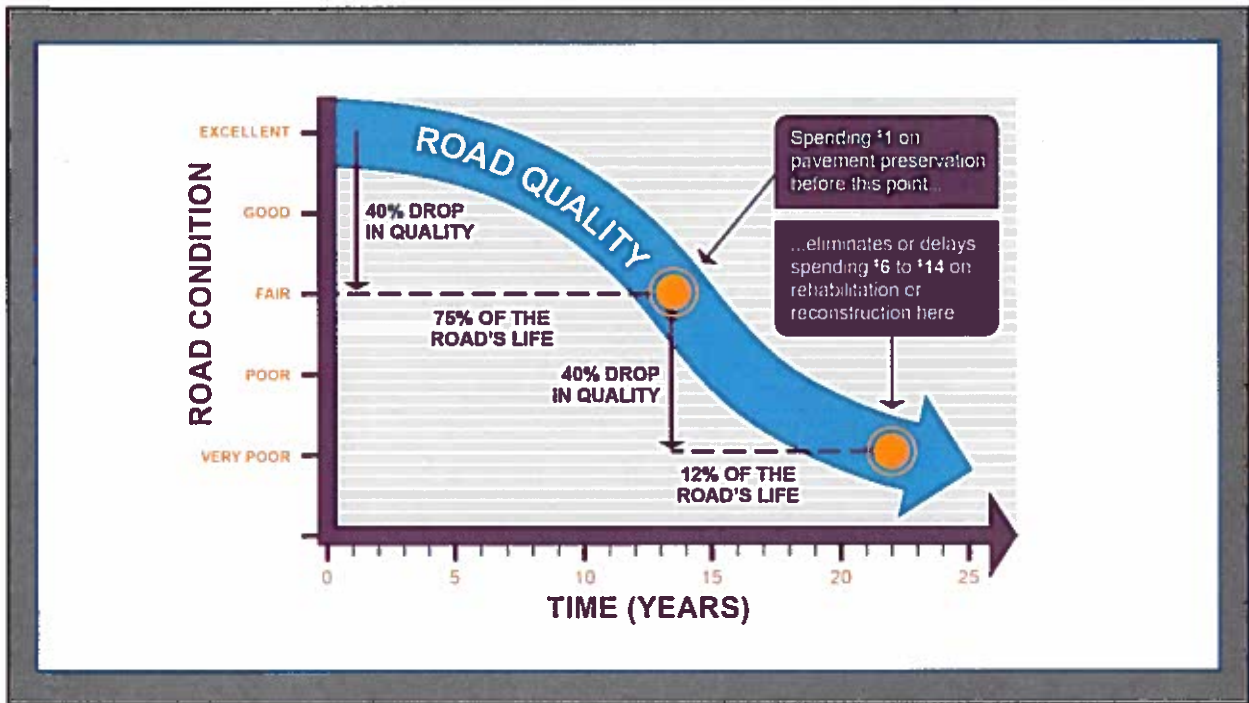 ROAD CONDITION
EXCELLENT
GOOD
FAIR
POOR
VERY POOR
ROAD QUALITY
40% DROP
IN QUALITY
75% OF THE
ROAD'S LIFE
40% DROP
IN QUALITY
12% OF THE
ROAD'S LIFE
Spending $1 on
pavement preservation
before this point...
...eliminates or delays
spending $6 to $14 on
rehabilitation or
reconstruction here
0 5 10 15 20 25
TIME (YEARS)